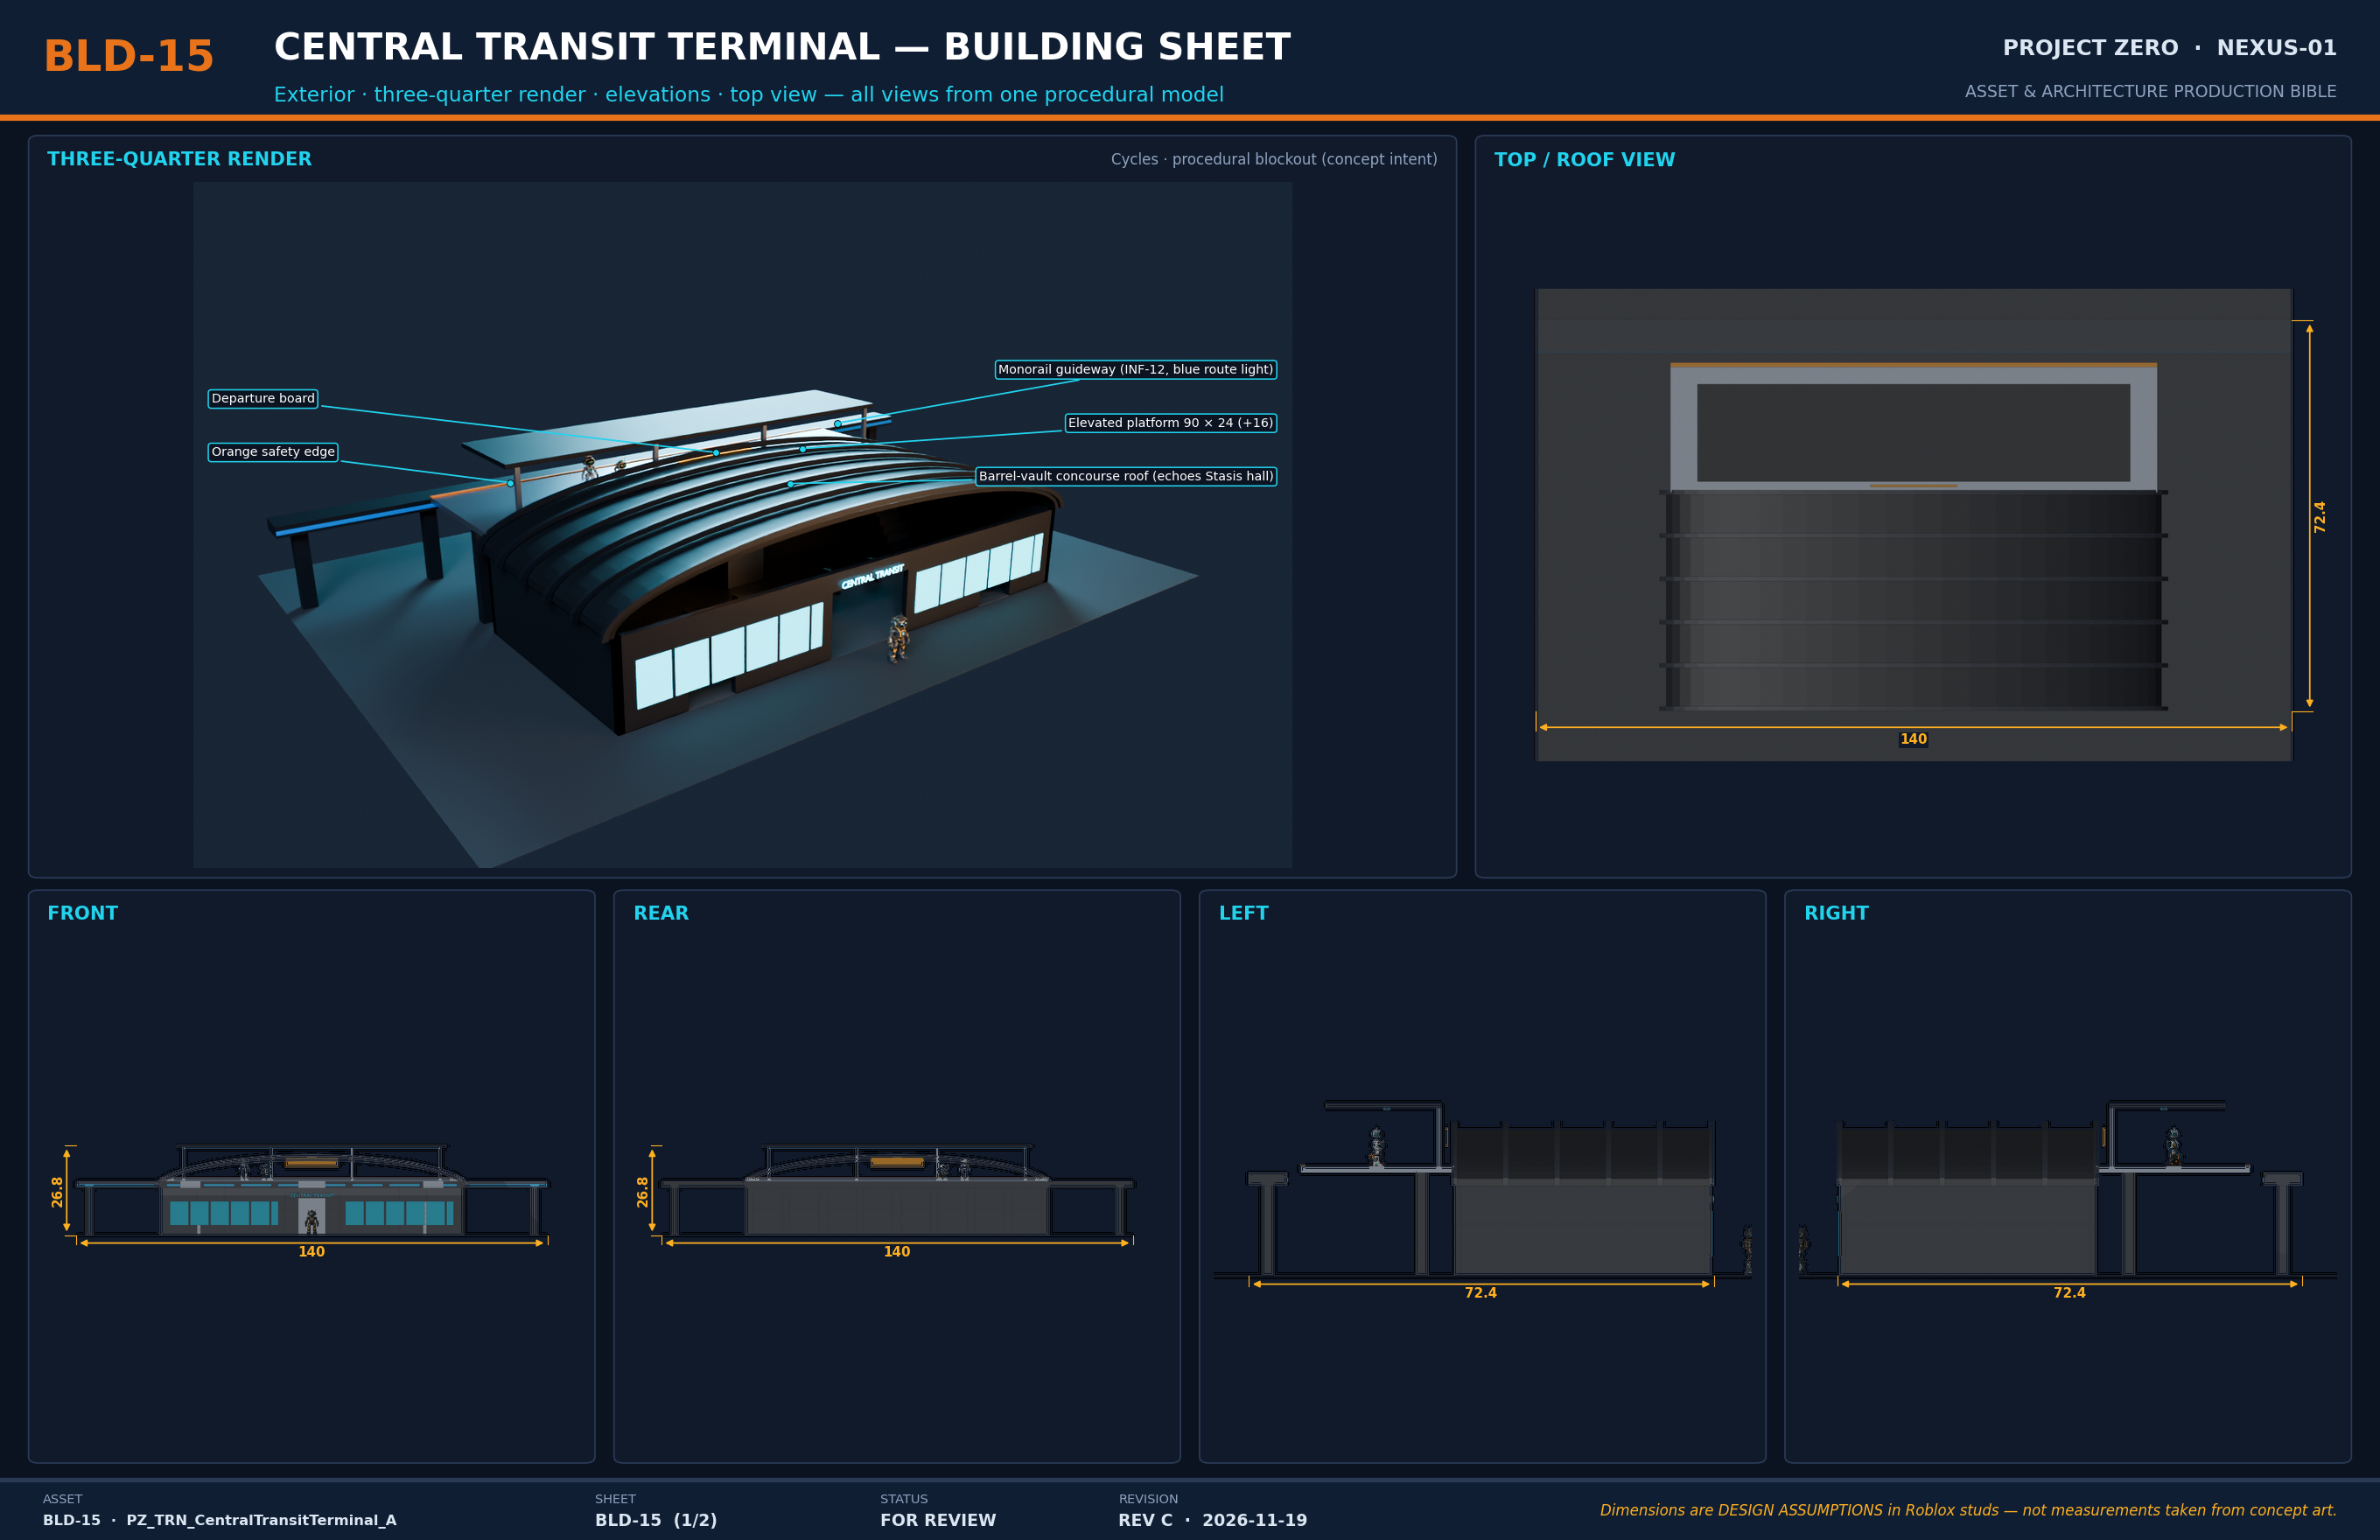 BLD-15
CENTRAL TRANSIT TERMINAL — BUILDING SHEET
Exterior · three-quarter render · elevations · top view — all views from one procedural model
PROJECT ZERO · NEXUS-01
ASSET & ARCHITECTURE PRODUCTION BIBLE
THREE-QUARTER RENDER
Cycles · procedural blockout (concept intent)
Departure board
Orange safety edge
Monorail guideway (INF-12, blue route light)
Elevated platform 90 × 24 (+16)
Barrel-vault concourse roof (echoes Stasis hall)
CENTRAL TRANSIT
TOP / ROOF VIEW
72.4
140
FRONT
26.8
CENTRAL TRANSIT
140
REAR
26.8
140
LEFT
72.4
RIGHT
72.4
ASSET
BLD-15 · PZ_TRN_CentralTransitTerminal_A
SHEET
BLD-15 (1/2)
STATUS
FOR REVIEW
REVISION
REV C · 2026-11-19
Dimensions are DESIGN ASSUMPTIONS in Roblox studs — not measurements taken from concept art.